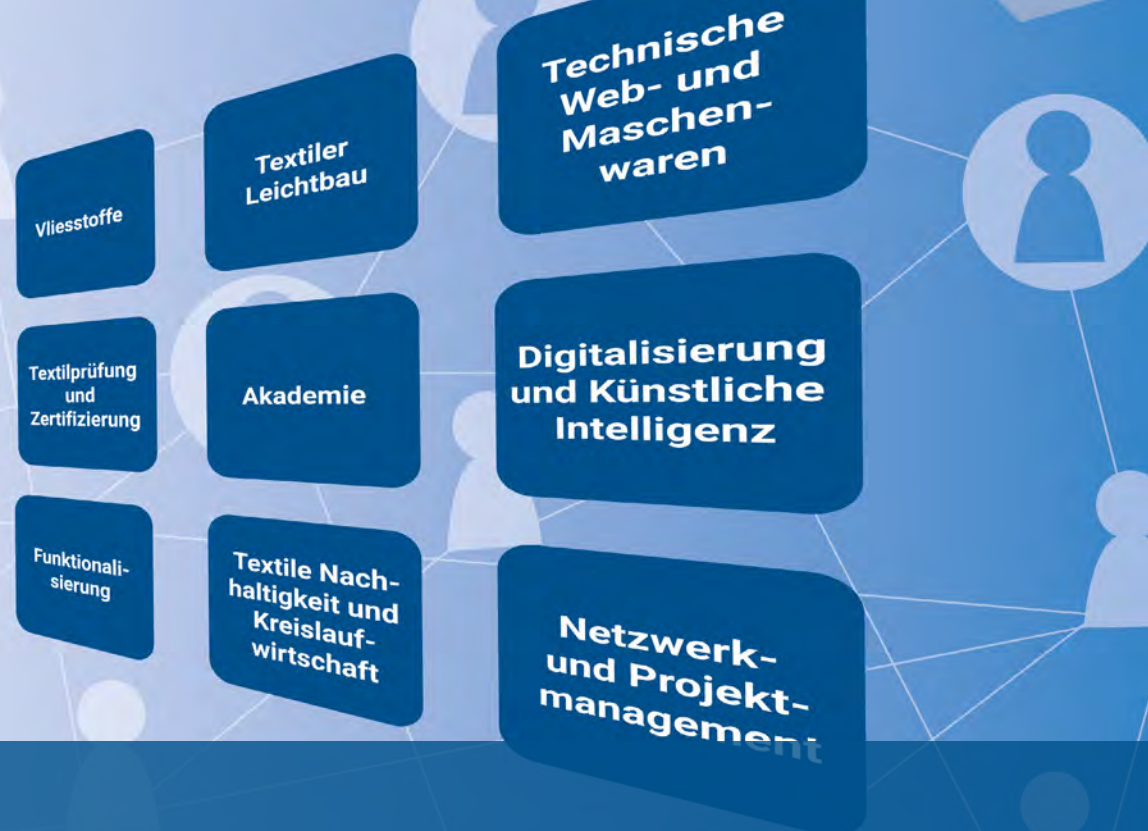 Vliesstoffe
Textiler
Leichtbau
Technische
Web- und
Maschen-
waren
Textilprüfung
und
Zertifizierung
Akademie
Digitalisierung
und Künstliche
Intelligenz
Funktionali-
sierung
Textile Nach-
haltigkeit und
Kreislauf-
wirtschaft
Netzwerk-
und Projekt-
management